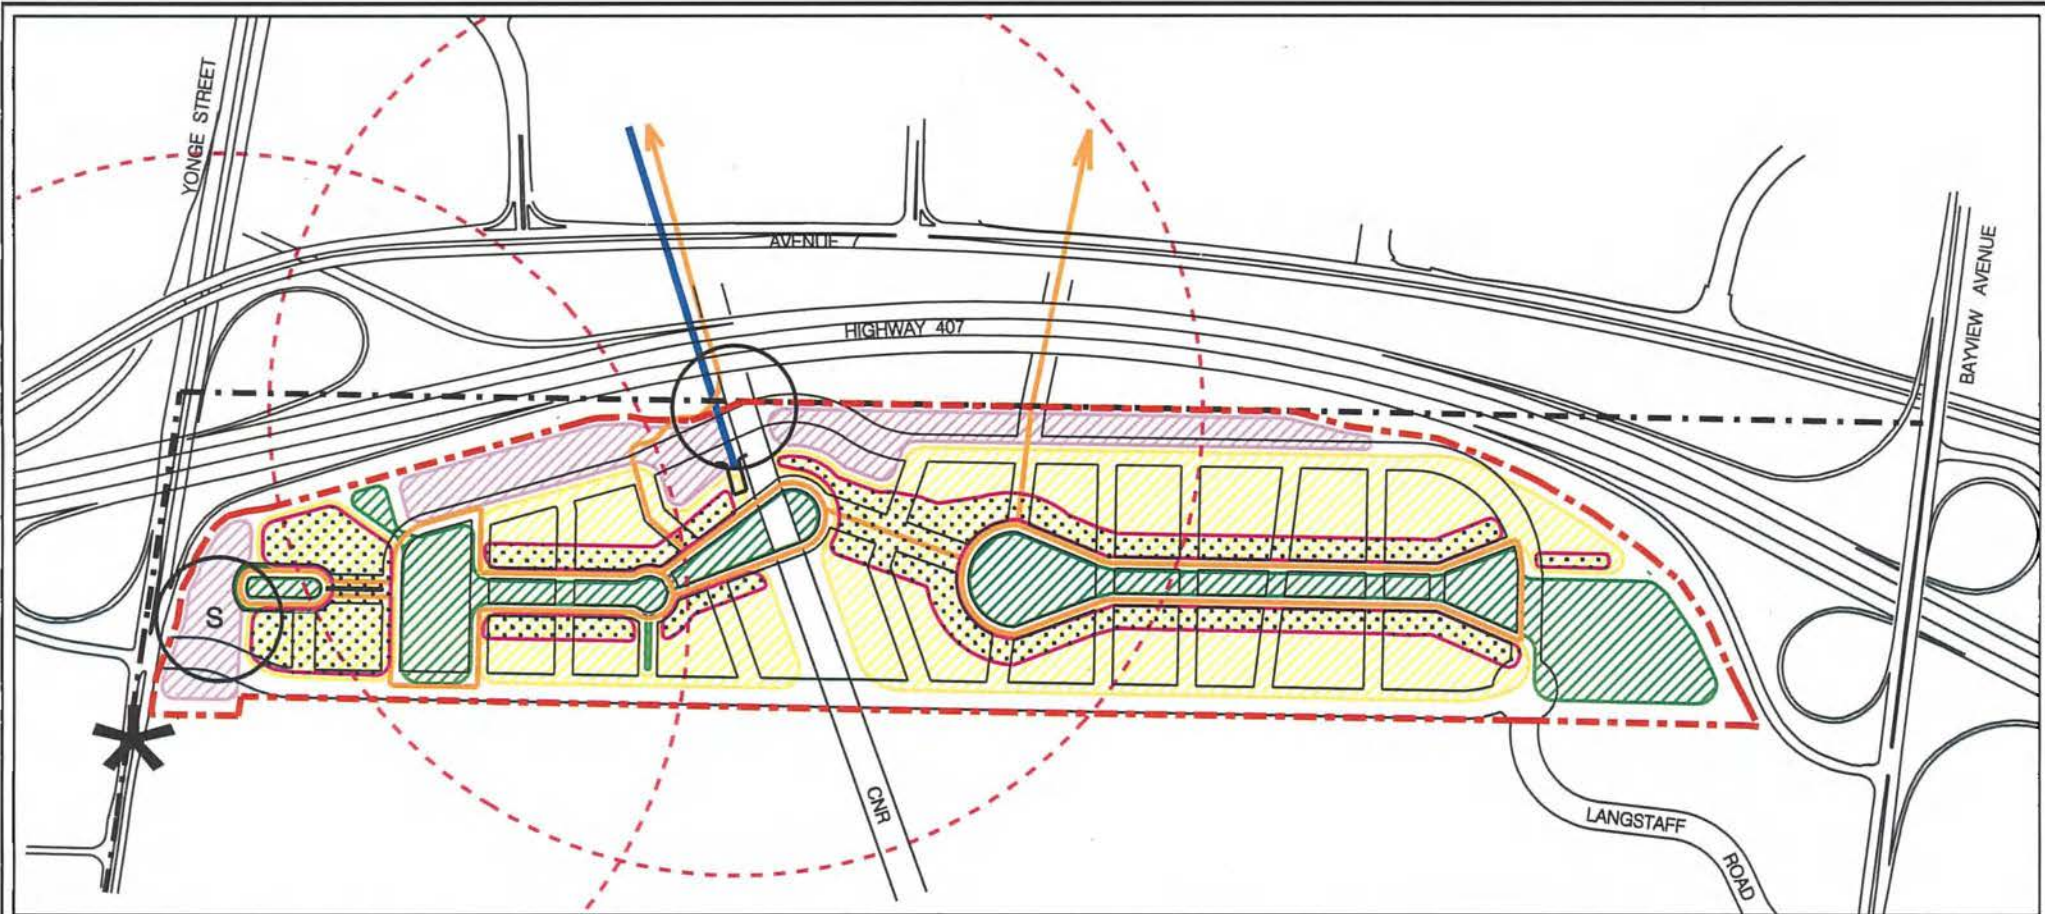 YONGE STREET
AVENUE 7
HIGHWAY 407
BAYVIEW AVENUE
S
CNR
LANGSTAFF
ROAD